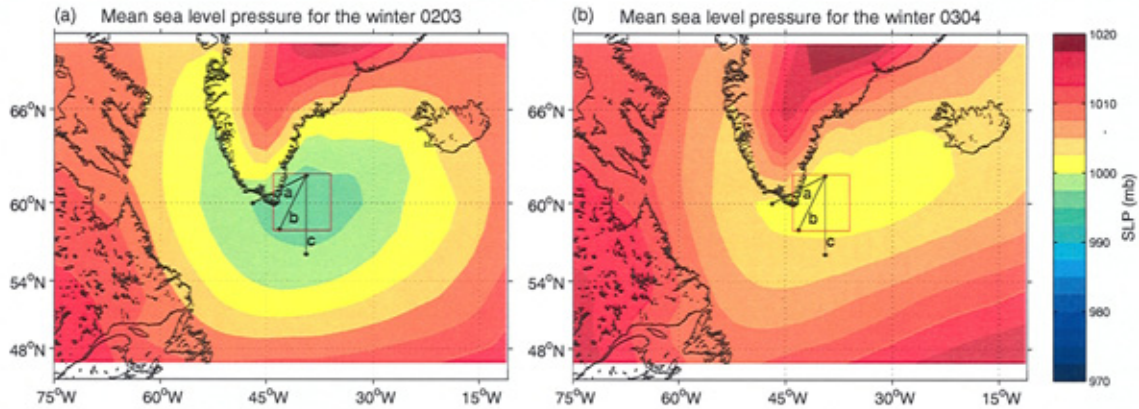 (a) Mean sea level pressure for the winter 0203
66°N
60°N
54°N
48°N
75°W 60°W 45°W 30°W 15°W
a
b
c
(b) Mean sea level pressure for the winter 0304
66°N
60°N
54°N
48°N
75°W 60°W 45°W 30°W 15°W
a
b
c
1020
1010
1000
990
980
970
SLP (mb)